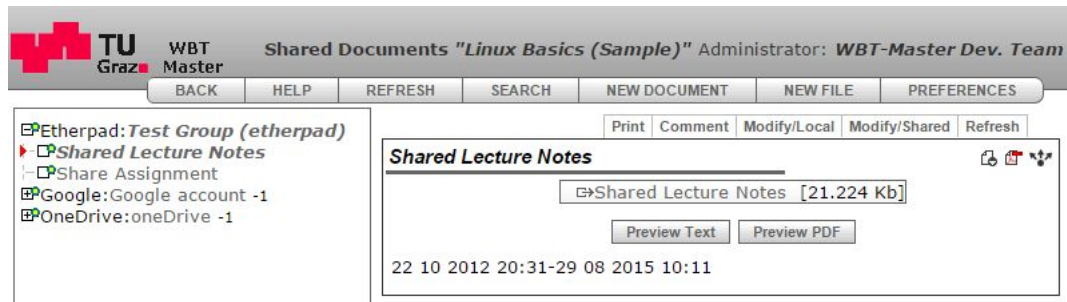 TU
Graz
WBT
Master
Shared Documents "Linux Basics (Sample)" Administrator: WBT-Master Dev. Team
BACK HELP REFRESH SEARCH NEW DOCUMENT NEW FILE PREFERENCES
Etherpad:Test Group (etherpad)
Shared Lecture Notes
Share Assignment
Google:Google account -1
OneDrive:oneDrive -1
Print Comment Modify/Local Modify/Shared Refresh
Shared Lecture Notes
Shared Lecture Notes [21.224 Kb]
Preview Text Preview PDF
22 10 2012 20:31-29 08 2015 10:11